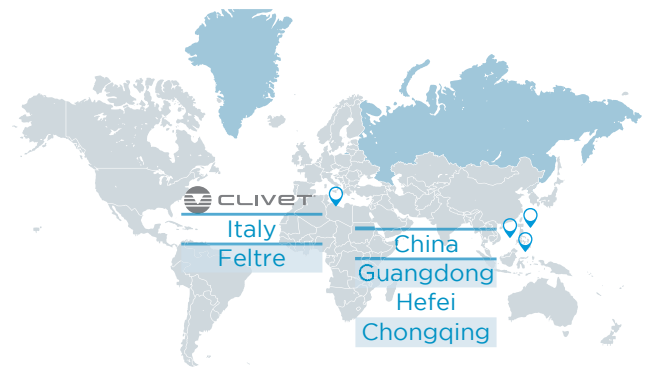 CLIVET
Italy
Feltre
China
Guangdong
Hefei
Chongqing